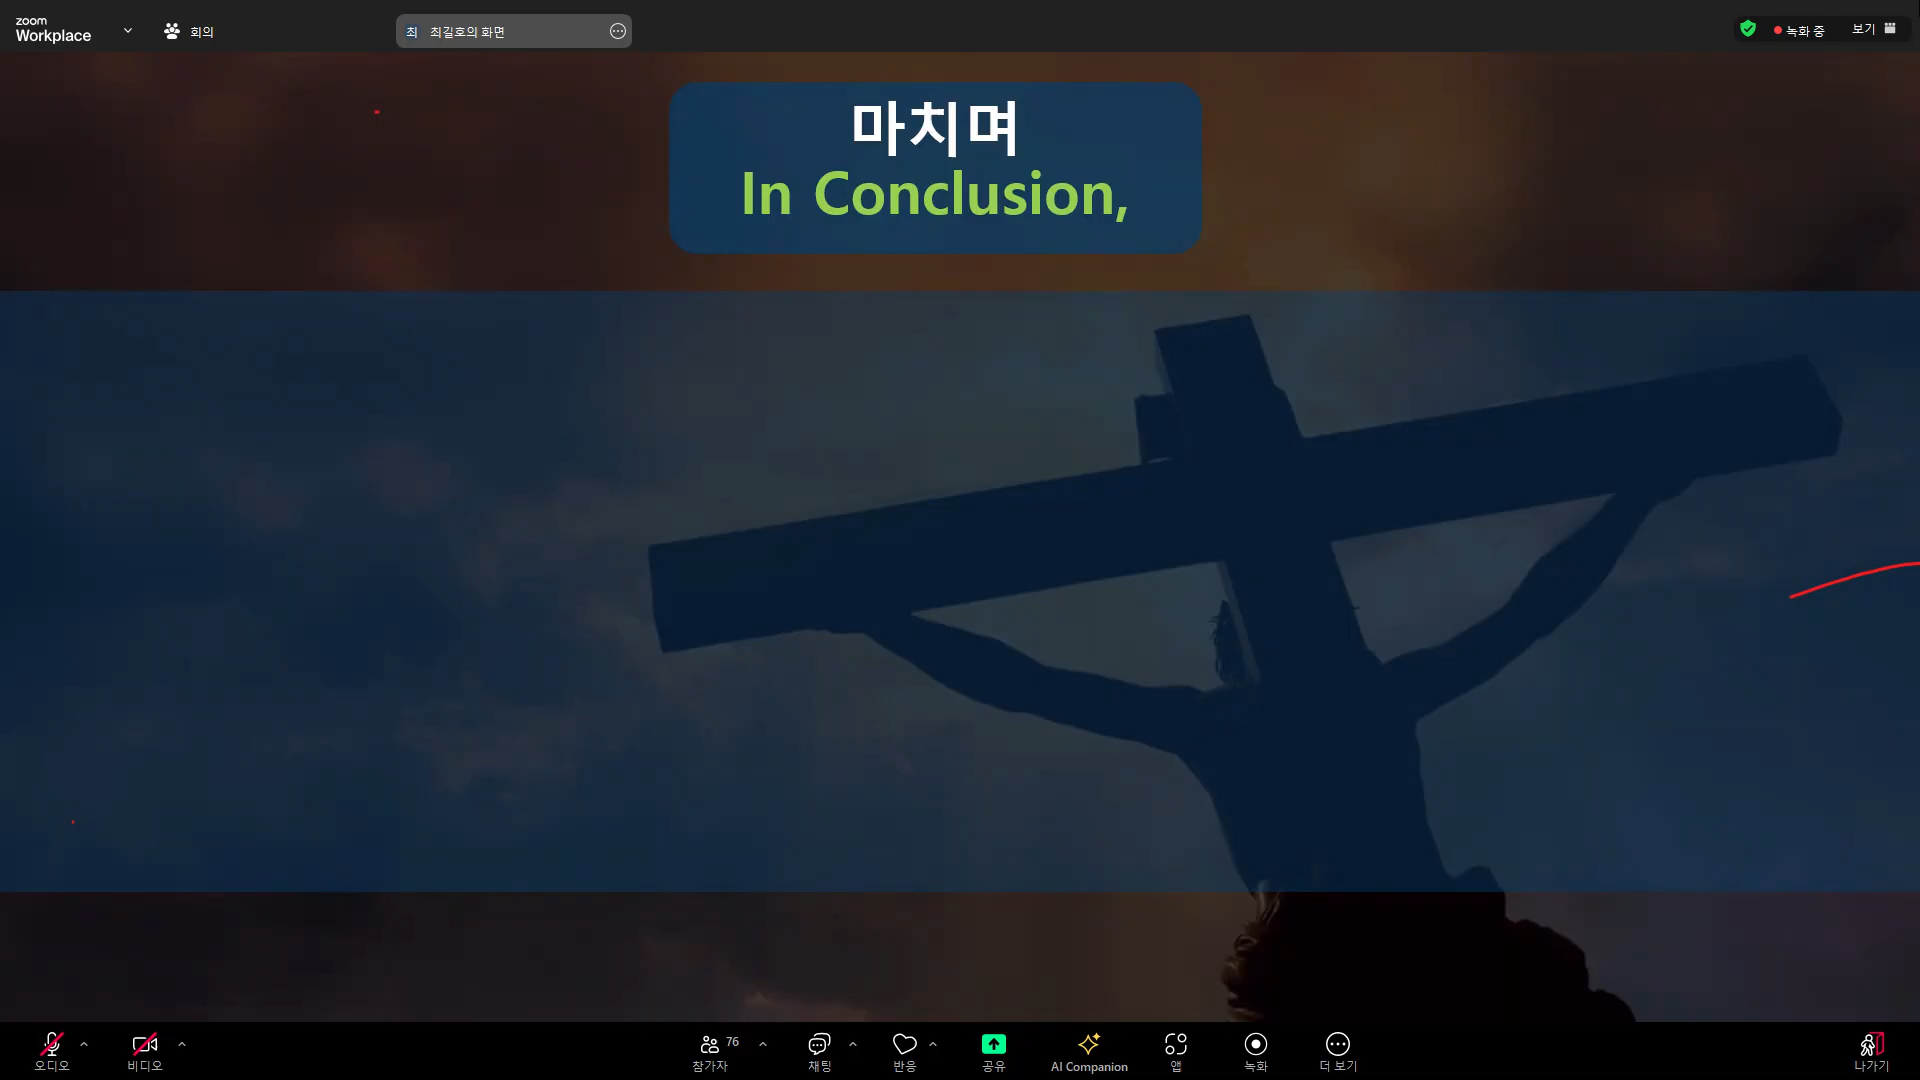 zoom
Workplace
회의
최 최길호의 화면
녹화 중
보기
마치며
In Conclusion,
오디오
비디오
76
참가자
채팅
반응
공유
AI Companion
앱
녹화
더 보기
나가기